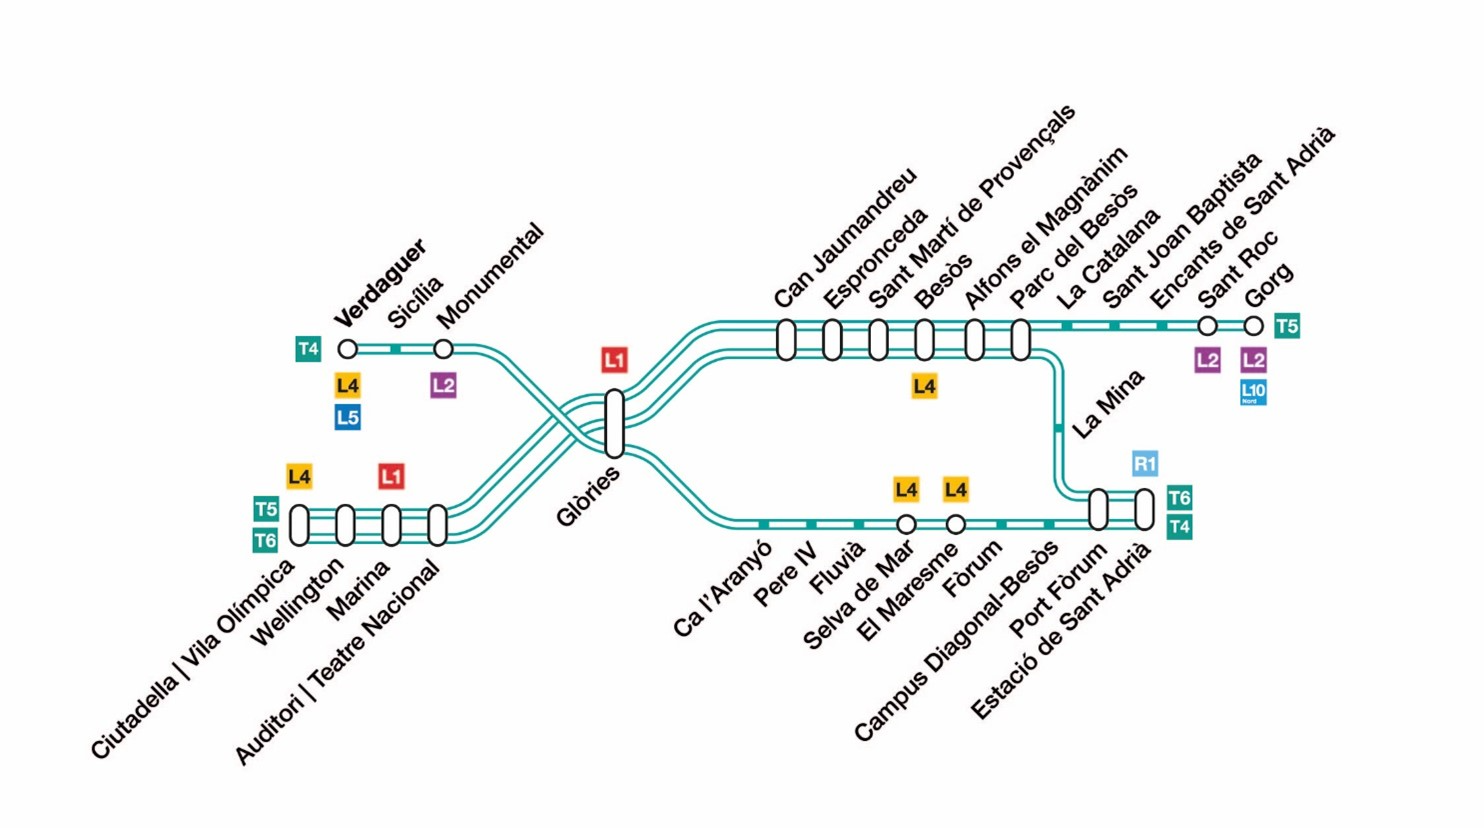 Verdaguer
Sicília
Monumental
T4
L4
L5
L2
L1
Glòries
L4
L1
T5
T6
Ciutadella | Vila Olímpica
Wellington
Marina
Auditori | Teatre Nacional
Can Jaumandreu
Espronceda
Sant Martí de Provençals
Besòs
Alfons el Magnànim
Parc del Besòs
La Catalana
Sant Joan Baptista
Encants de Sant Adrià
Sant Roc
Gorg
T5
L4
L2
L2
L10
Nord
La Mina
R1
L4
L4
T6
T4
Ca l’Aranyó
Pere IV
Fluvià
Selva de Mar
El Maresme
Fòrum
Campus Diagonal-Besòs
Port Fòrum
Estació de Sant Adrià